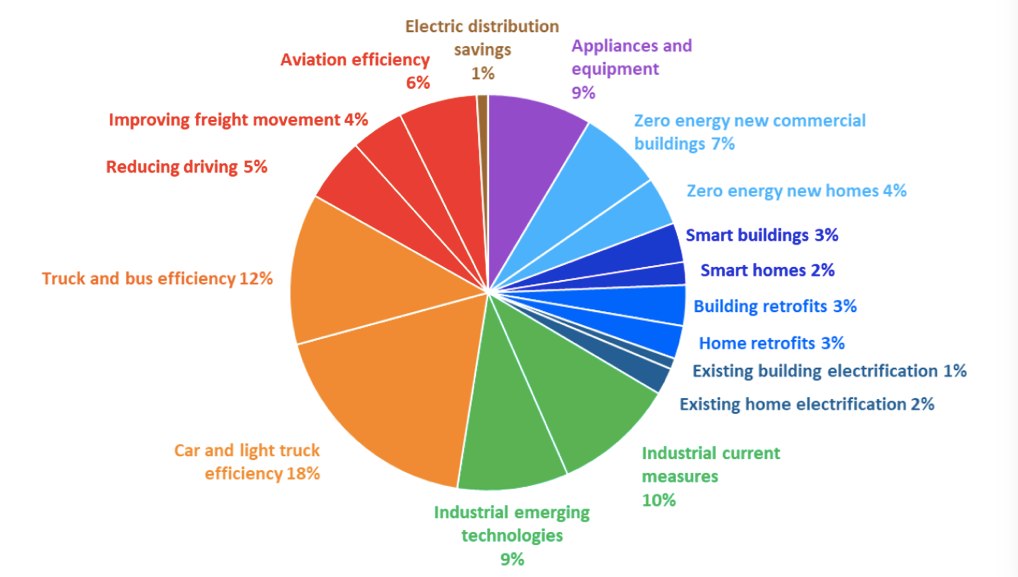 Electric distribution
savings
1%
Appliances and
equipment
9%
Zero energy new commercial
buildings 7%
Zero energy new homes 4%
Smart buildings 3%
Smart homes 2%
Building retrofits 3%
Home retrofits 3%
Existing building electrification 1%
Existing home electrification 2%
Industrial current
measures
10%
Industrial emerging
technologies
9%
Car and light truck
efficiency 18%
Truck and bus efficiency 12%
Reducing driving 5%
Improving freight movement 4%
Aviation efficiency
6%